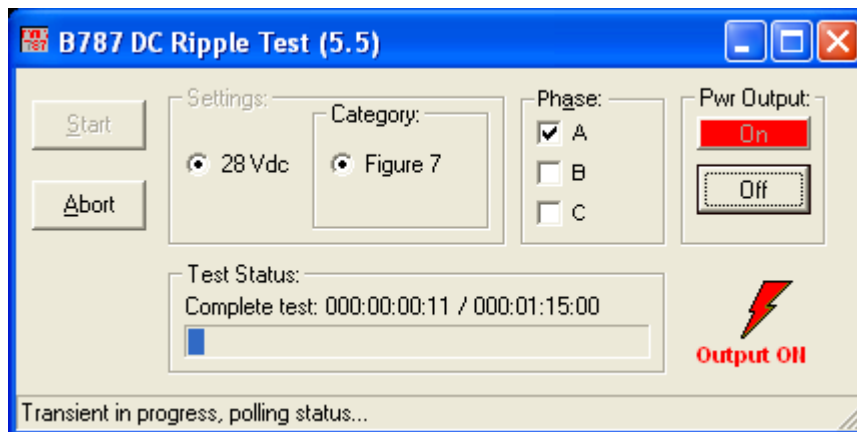 B787 DC Ripple Test (5.5)
Start
Abort
Settings:
28 Vdc
Category:
Figure 7
Phase:
A
B
C
Pwr Output:
On
Off
Test Status:
Complete test: 000:00:00:11 / 000:01:15:00
Output ON
Transient in progress, polling status...